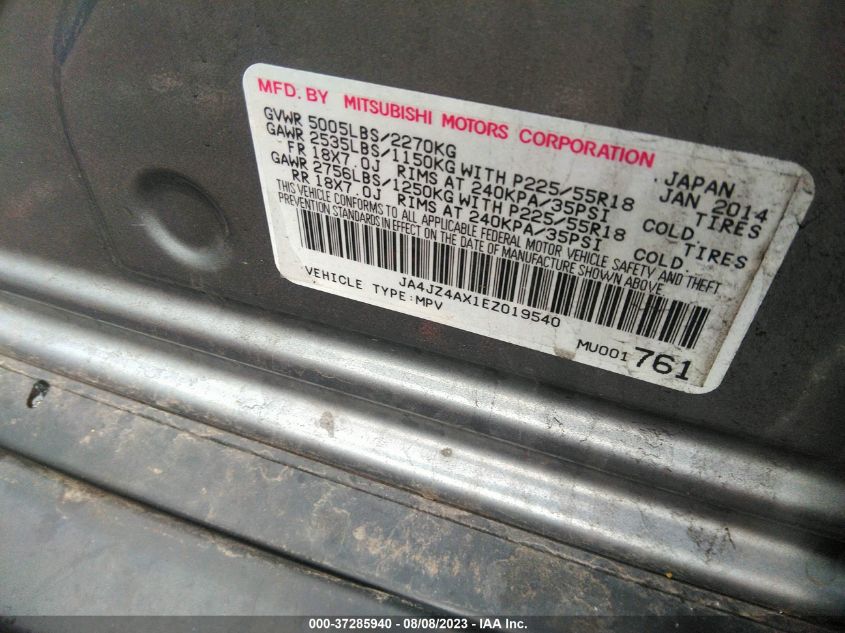 MFD. BY MITSUBISHI MOTORS CORPORATION
JAPAN
GVWR 5005LBS/2270KG JAN 2014
GAWR 2535LBS/1150KG WITH P225/55R18 TIRES
FR 18X7.0J RIMS AT 240KPA/35PSI COLD
GAWR 2756LBS/1250KG WITH P225/55R18 TIRES
RR 18X7.0J RIMS AT 240KPA/35PSI COLD.
THIS VEHICLE CONFORMS TO ALL APPLICABLE FEDERAL MOTOR VEHICLE SAFETY AND THEFT
PREVENTION STANDARDS IN EFFECT ON THE DATE OF MANUFACTURE SHOWN ABOVE.
JA4JZ4AX1EZ019540
VEHICLE TYPE:MPV
MU001 761
000-37285940 - 08/08/2023 - IAA Inc.